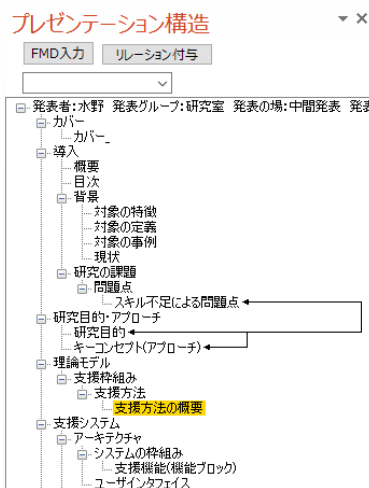 プレゼンテーション構造
FMD入力 リレーション付与
発表者:水野 発表グループ:研究室 発表の場:中間発表 発表
カバー
カバー_
導入
概要
目次
背景
対象の特徴
対象の定義
対象の事例
現状
研究の課題
問題点
スキル不足による問題点
研究目的・アプローチ
研究目的
キーコンセプト(アプローチ)
理論モデル
支援枠組み
支援方法
支援方法の概要
支援システム
アーキテクチャ
システムの枠組み
支援機能(機能ブロック)
ユーザインタフェイス